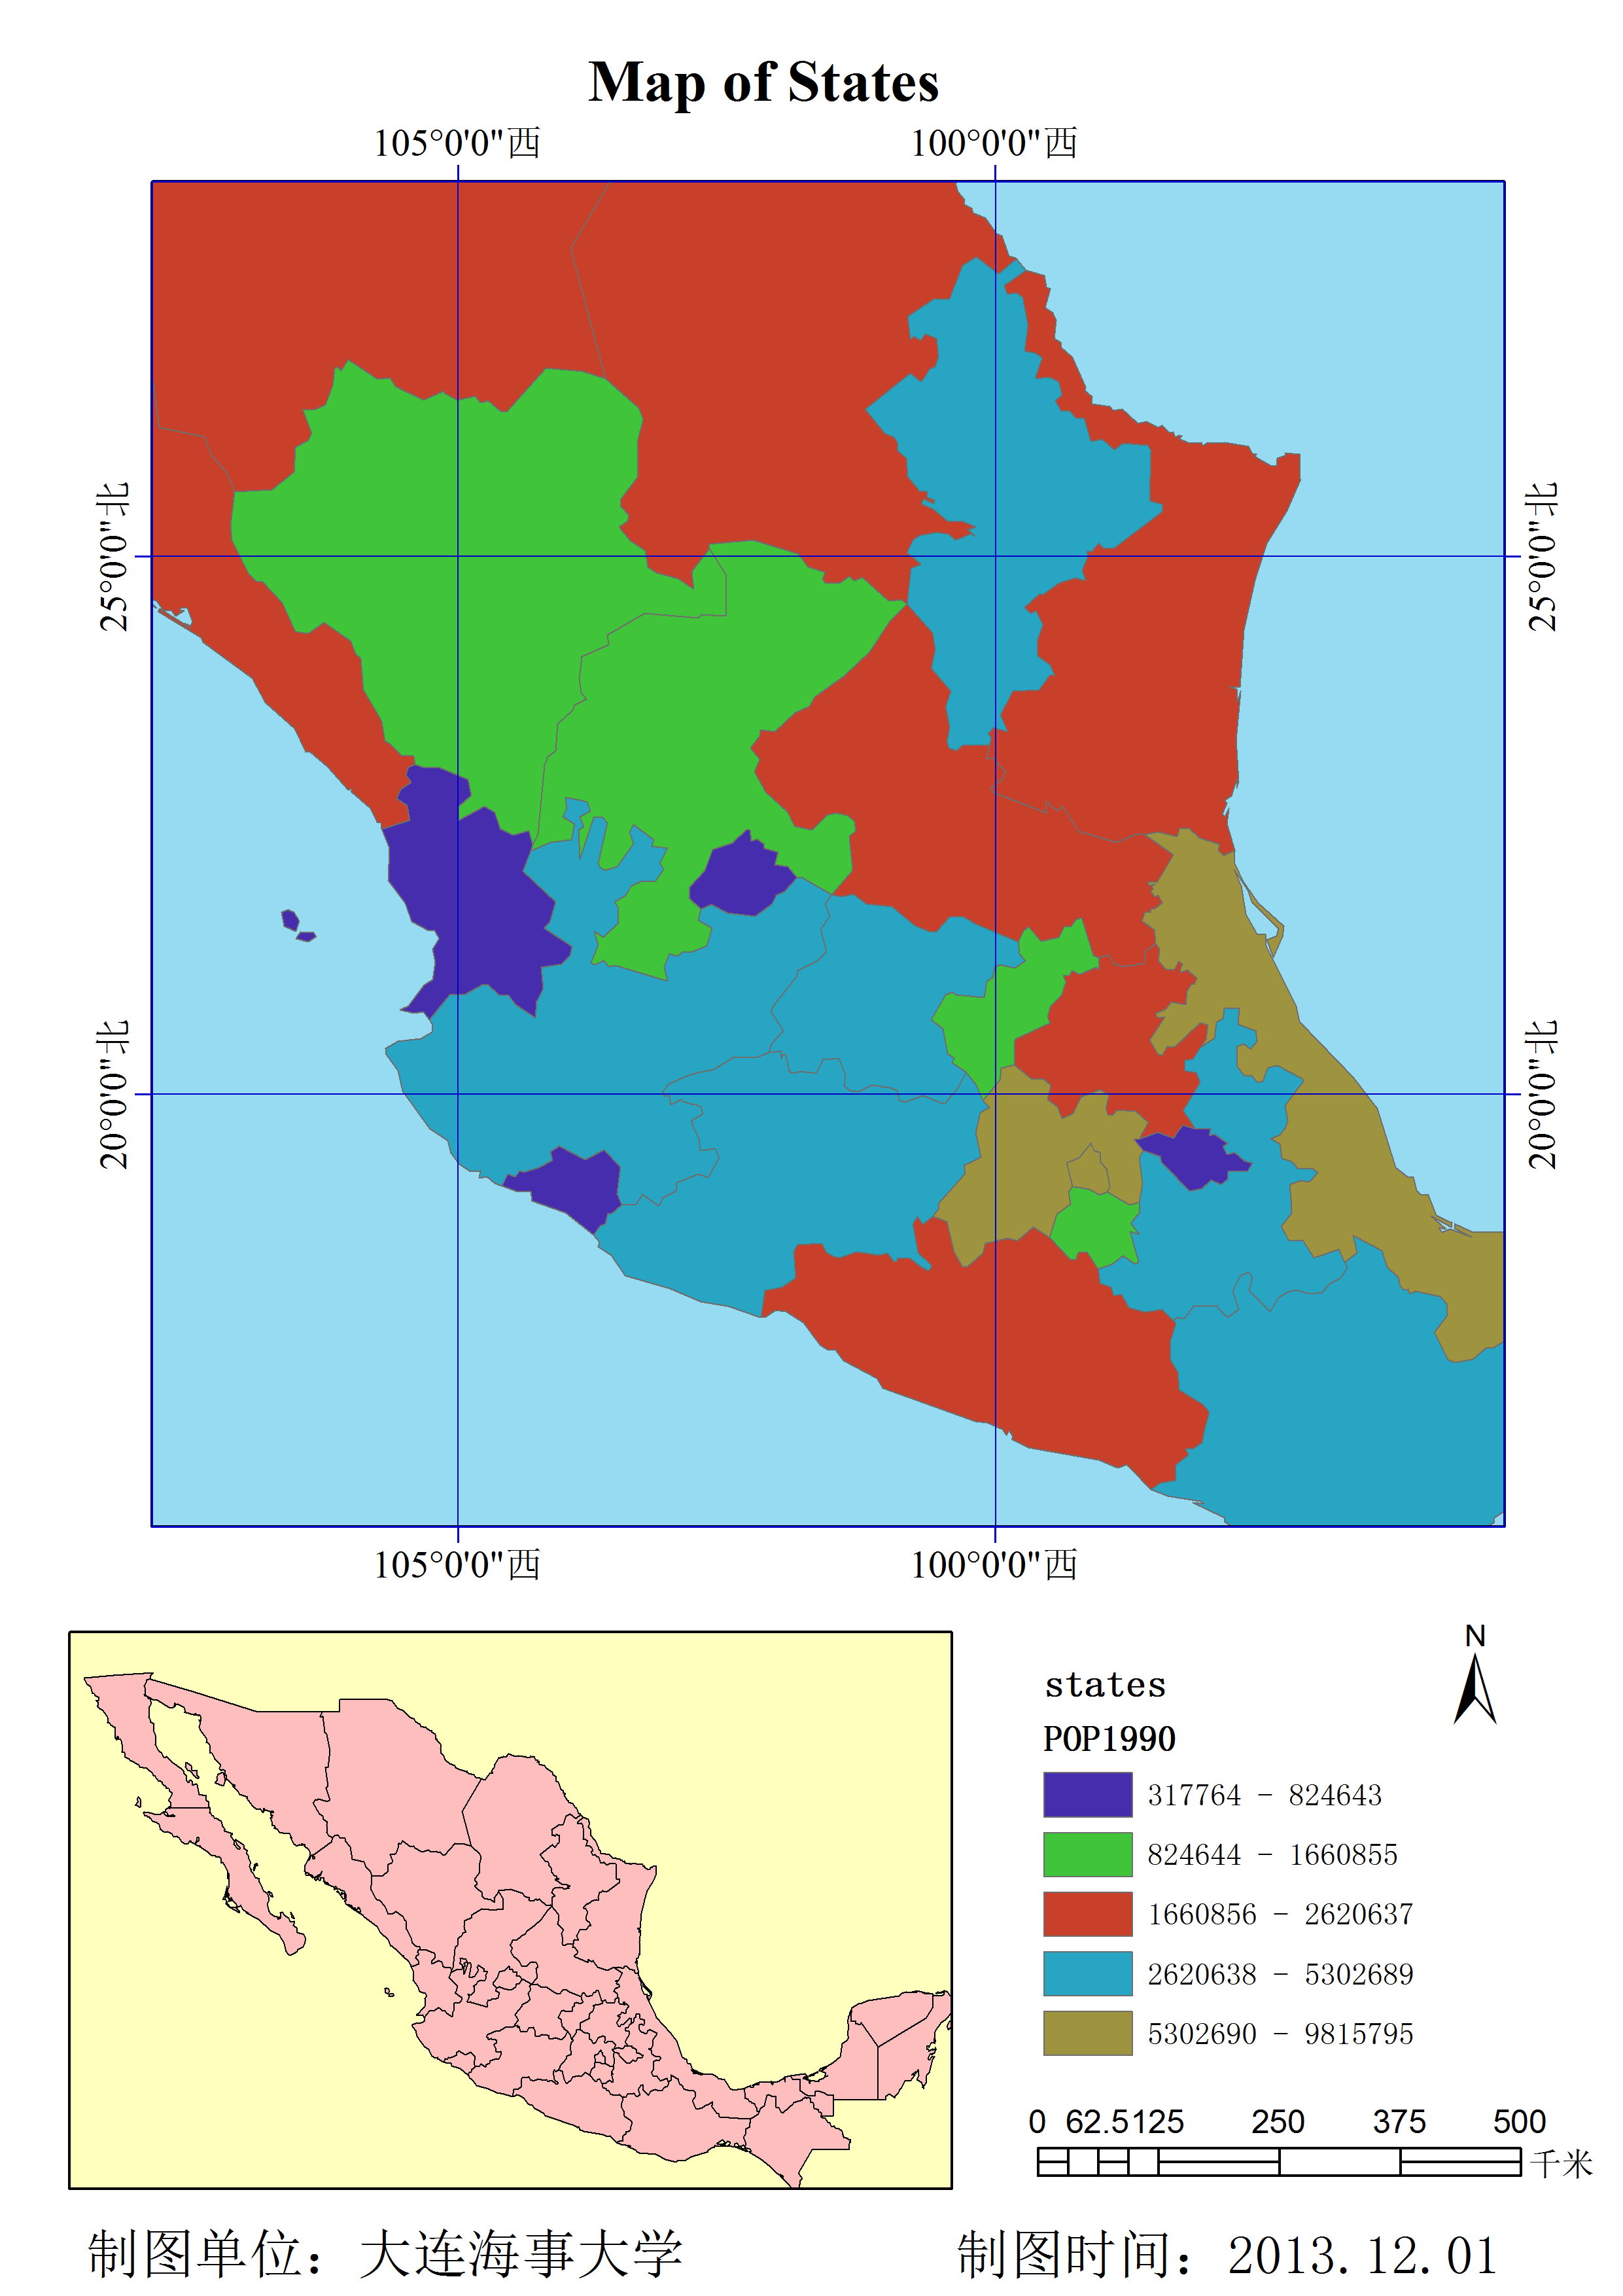 Map of States
105°0'0"西 100°0'0"西
25°0'0"北 25°0'0"北
20°0'0"北 20°0'0"北
105°0'0"西 100°0'0"西
N
states
POP1990
317764 - 824643
824644 - 1660855
1660856 - 2620637
2620638 - 5302689
5302690 - 9815795
0 62.5 125 250 375 500
千米
制图单位：大连海事大学 制图时间：2013.12.01